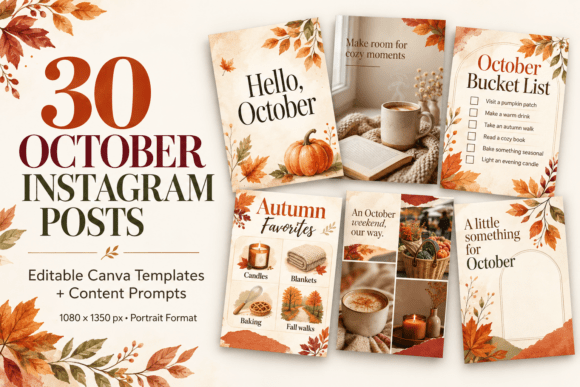 30
OCTOBER
INSTAGRAM
POSTS
Editable Canva Templates
+ Content Prompts
1080 x 1350 px • Portrait Format
Hello,
October
Make room for
cozy moments
October
Bucket List
Visit a pumpkin patch
Make a warm drink
Take an autumn walk
Read a cozy book
Bake something seasonal
Light an evening candle
Autumn
Favorites
Candles
Blankets
Baking
Fall walks
An October
weekend,
our way.
A little
something
for
October